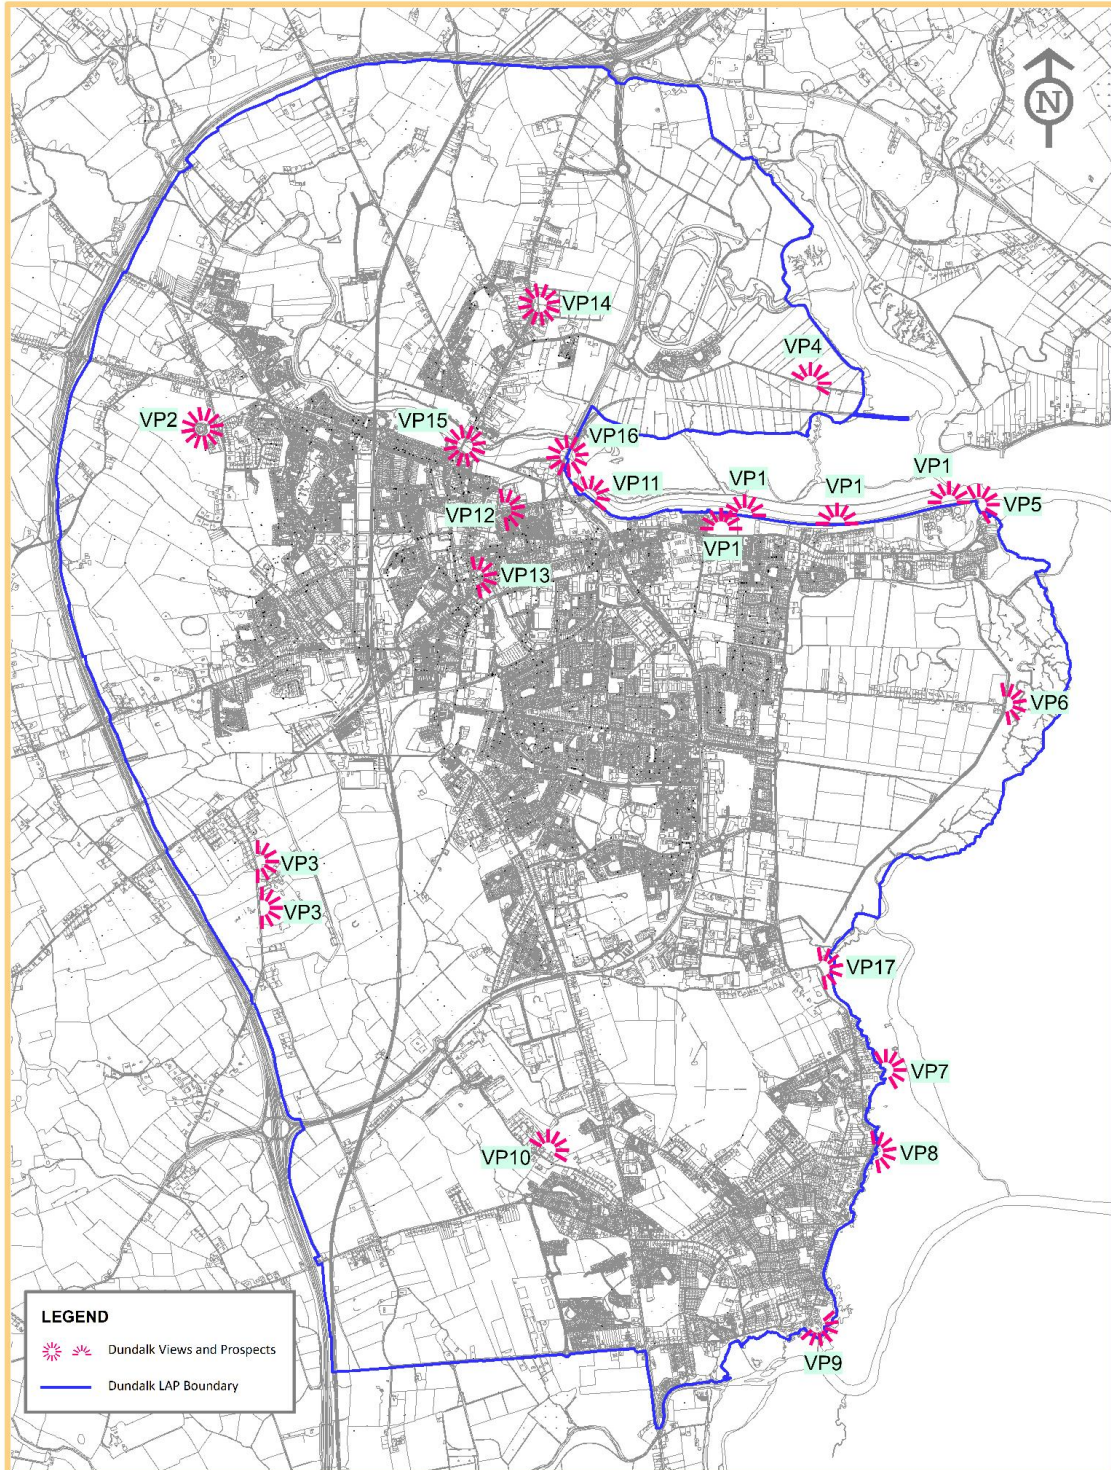 N
VP14
VP4
VP2
VP15
VP16
VP11
VP1
VP1
VP1
VP5
VP12
VP1
VP13
VP6
VP3
VP3
VP17
VP7
VP10
VP8
VP9
LEGEND
Dundalk Views and Prospects
Dundalk LAP Boundary